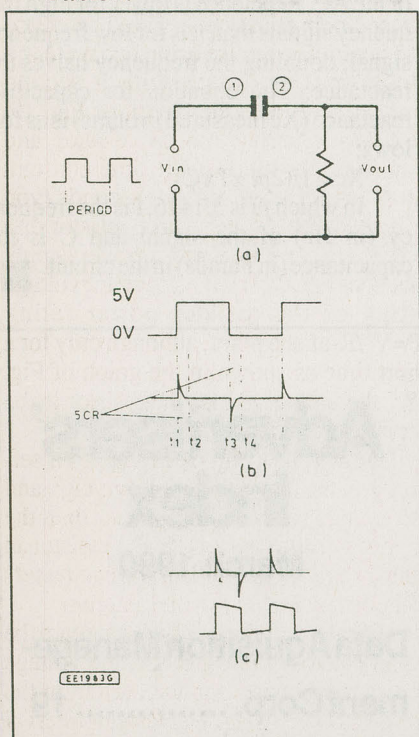 ① ②
Vin Vout
PERIOD
(a)
5V
0V
5CR
t1 t2 t3 t4
(b)
(c)
EE1983G